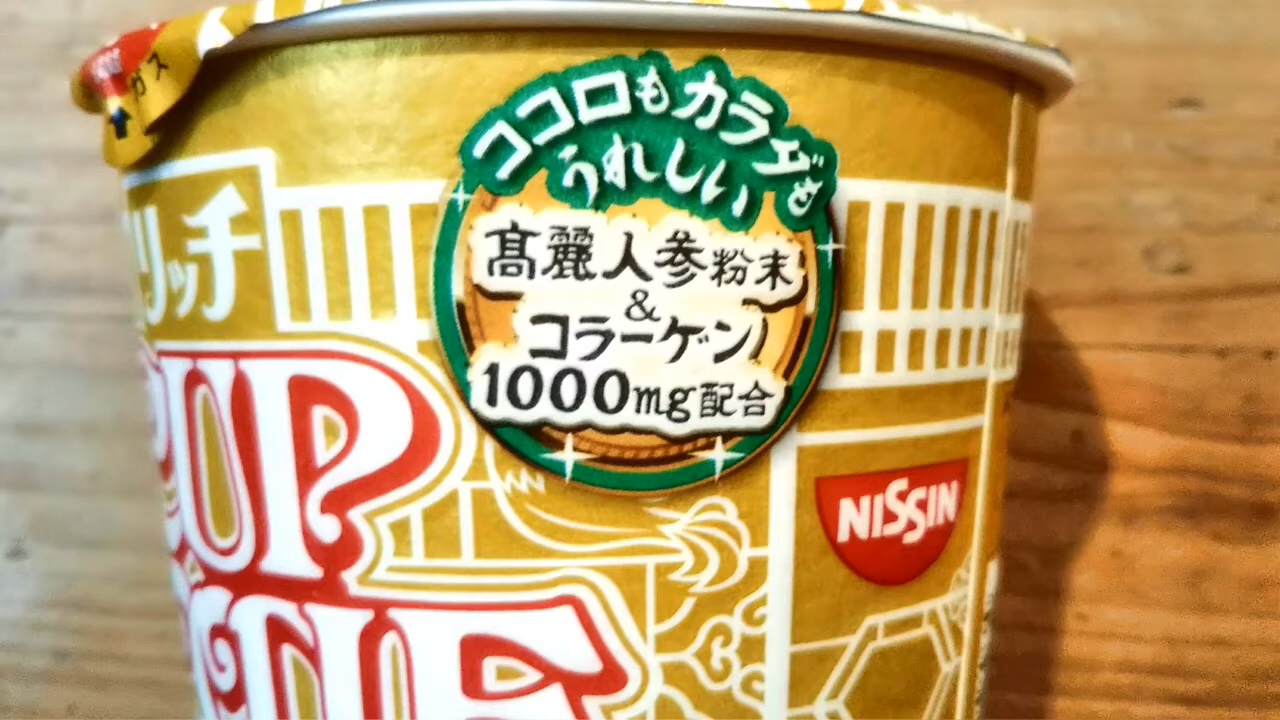 ココロもカラダも
うれしい
高麗人参粉末
&
コラーゲン
1000mg配合
リッチ
CUP
NISSIN